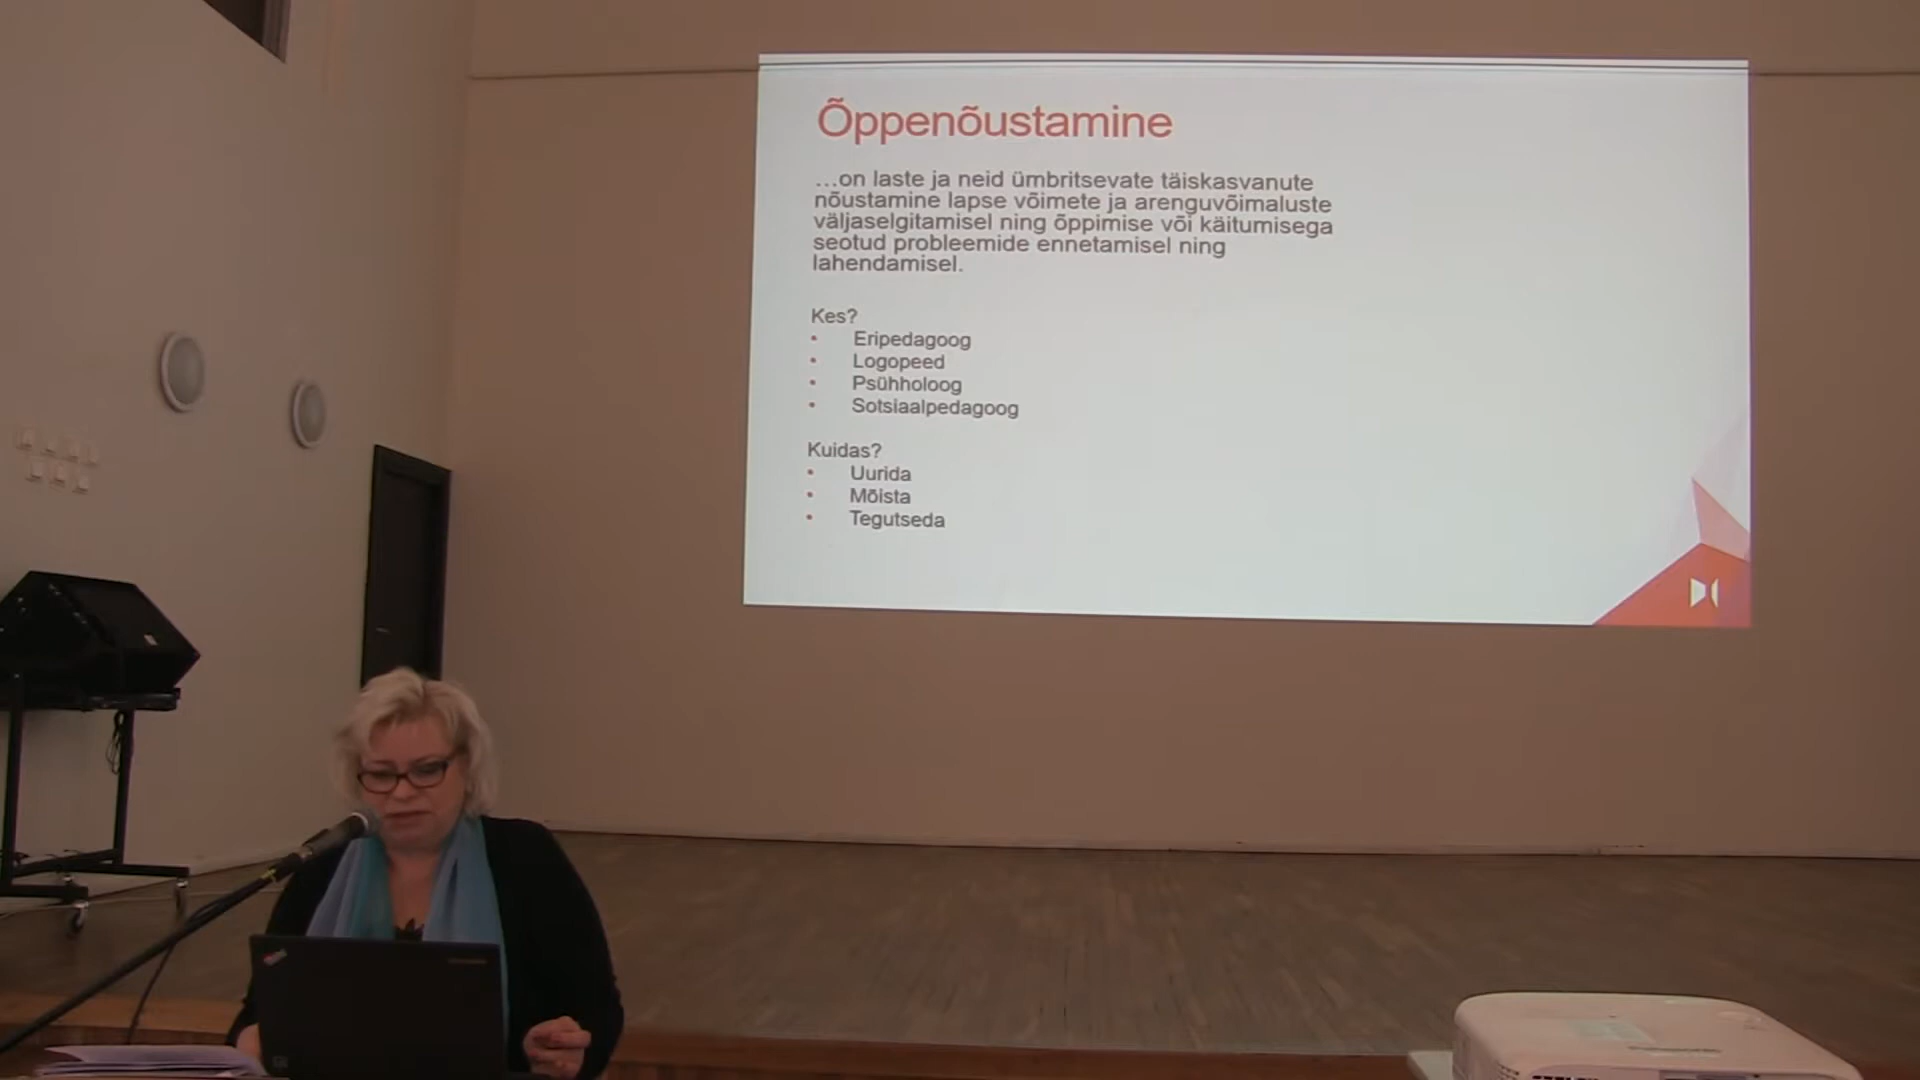 Õppenõustamine
...on laste ja neid ümbritsevate täiskasvanute
nõustamine lapse võimete ja arenguvõimaluste
väljaselgitamisel ning õppimise või käitumisega
seotud probleemide ennetamisel ning
lahendamisel.
Kes?
• Eripedagoog
• Logopeed
• Psühholoog
• Sotsiaalpedagoog
Kuidas?
• Uurida
• Mõista
• Tegutseda